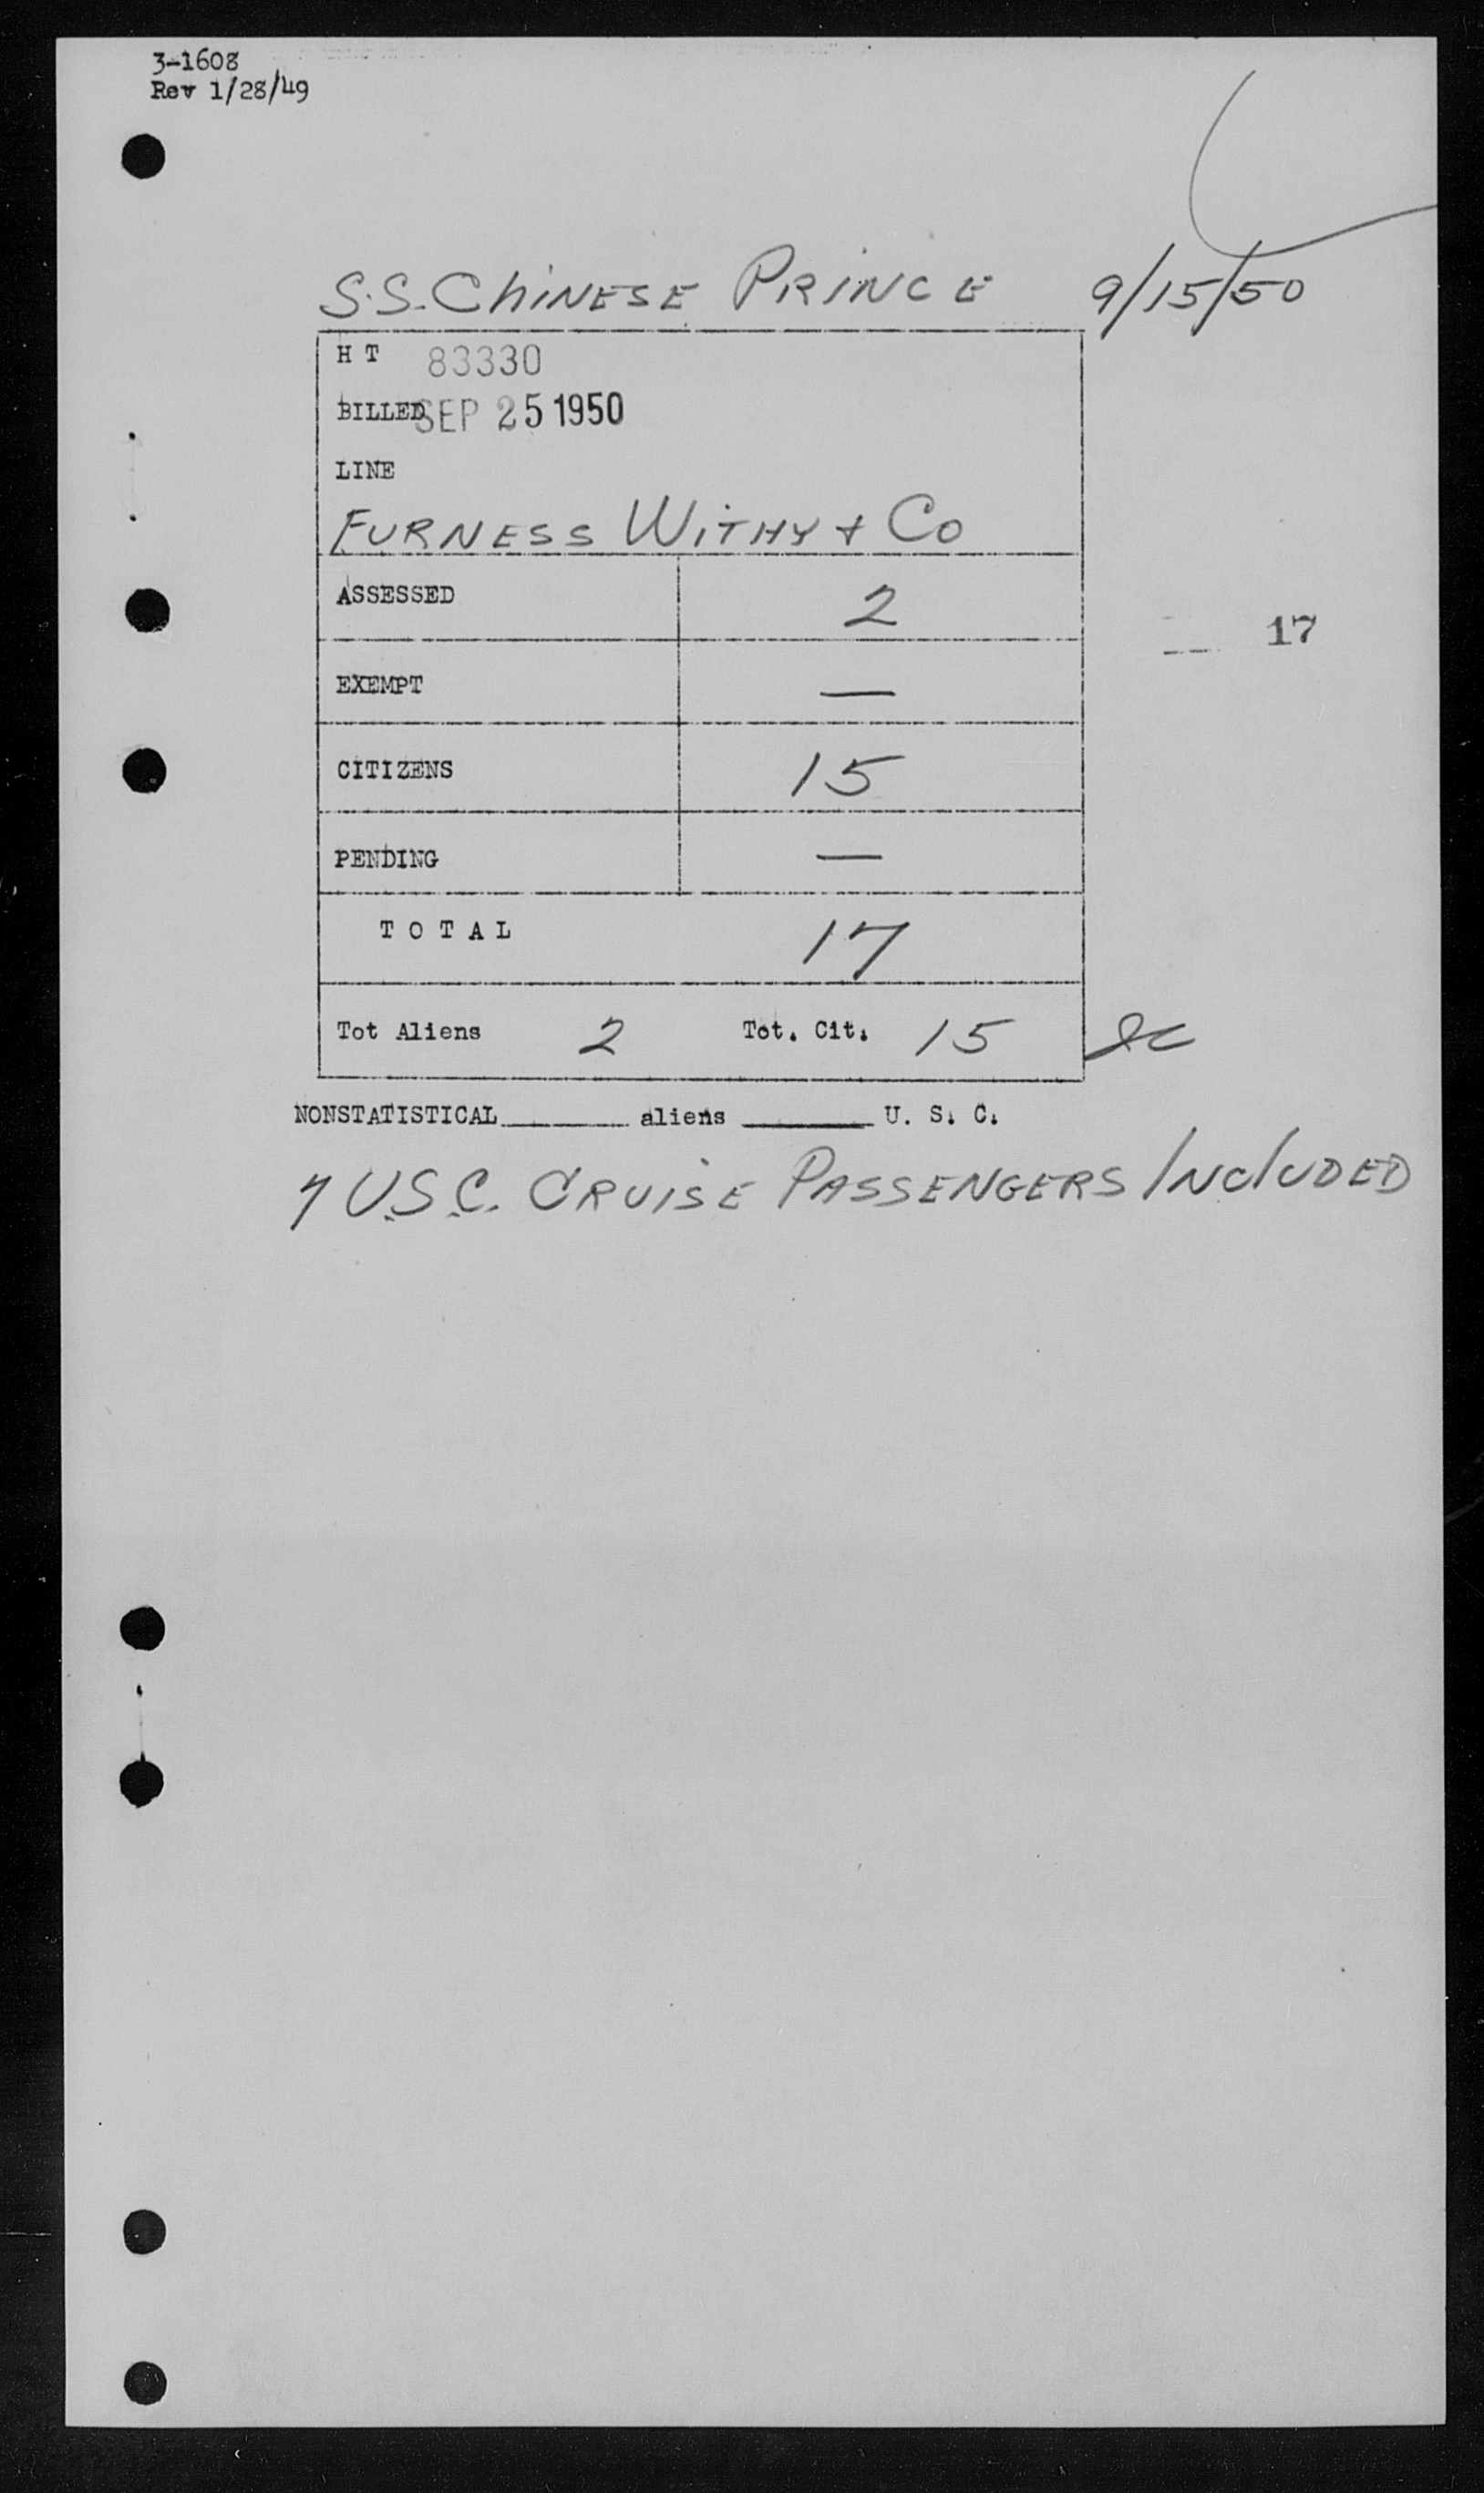 3-1608
Rev 1/28/49
S.S. ChINESE PRINCE 9/15/50
H T 83330
BILLED SEP 25 1950
LINE
FURNESS WITHY + CO
ASSESSED 2
17
EXEMPT —
CITIZENS 15
PENDING —
T O T A L 17
Tot Aliens 2 Tot. Cit. 15
NONSTATISTICAL______ aliens ______ U. S. C.
7 U.S.C. CRUISE PASSENGERS INClUDED